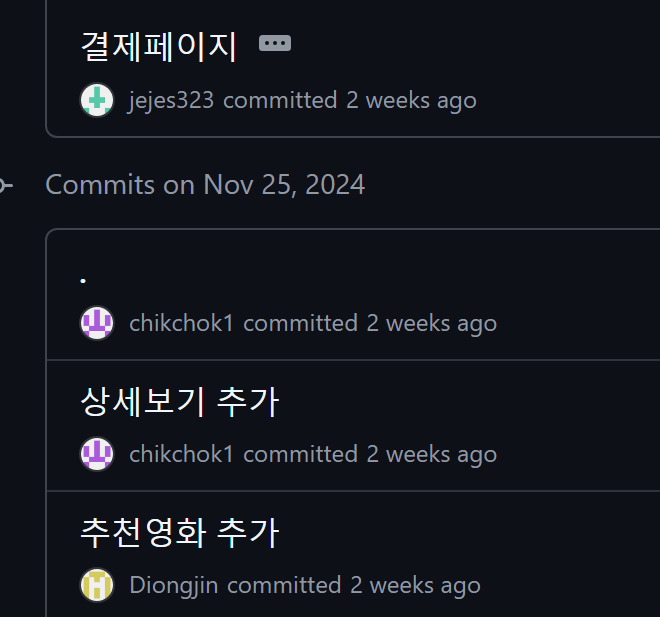 결제페이지
jejes323 committed 2 weeks ago
Commits on Nov 25, 2024
.
chikchok1 committed 2 weeks ago
상세보기 추가
chikchok1 committed 2 weeks ago
추천영화 추가
Diongjin committed 2 weeks ago